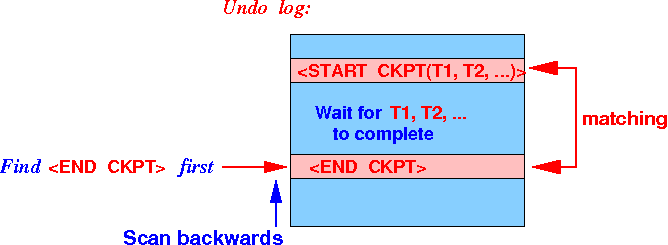 Undo log:
<START CKPT(T1, T2, ...)>
Wait for T1, T2, ...
to complete
matching
Find <END CKPT> first
<END CKPT>
Scan backwards